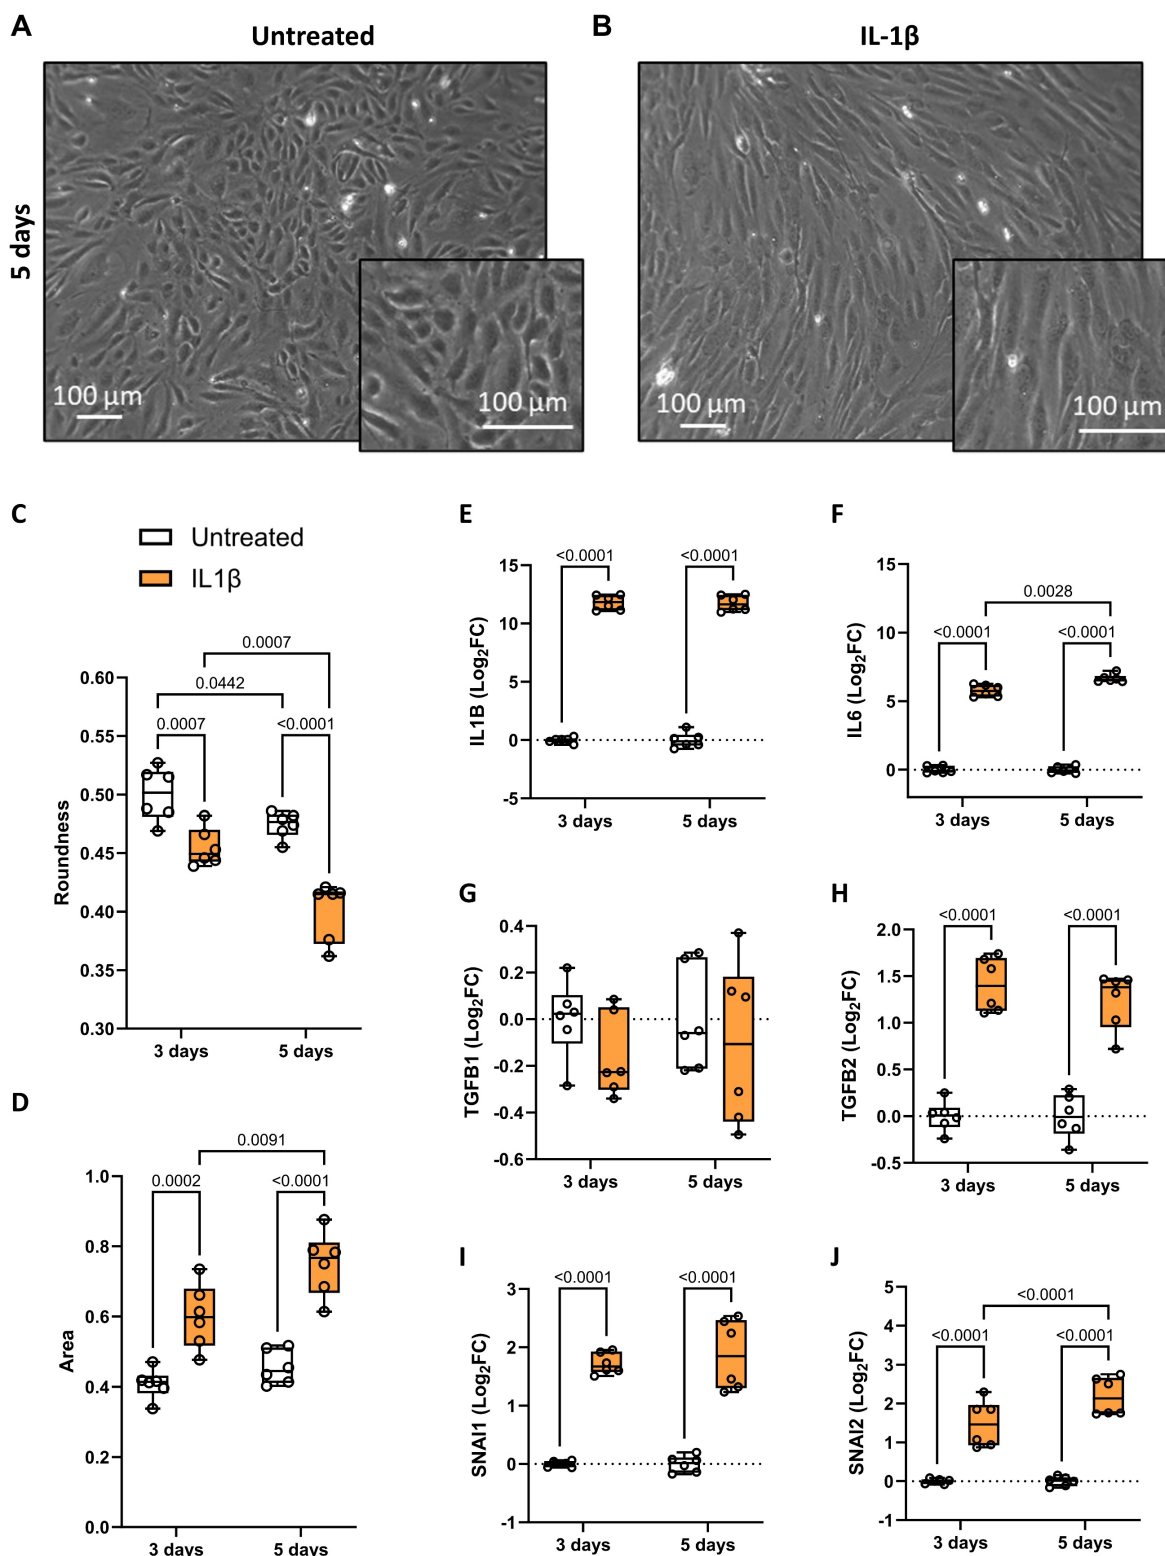 A
Untreated
B
IL-1β
5 days
100 µm
100 µm
100 µm
100 µm
C
Untreated
IL1β
0.0007
0.0442
0.0007
<0.0001
0.60
0.55
0.50
0.45
0.40
0.35
0.30
Roundness
3 days
5 days
D
0.0091
0.0002
<0.0001
1.0
0.8
0.6
0.4
0.2
0.0
Area
3 days
5 days
E
<0.0001
<0.0001
15
10
5
0
-5
IL1B (Log₂FC)
3 days
5 days
F
0.0028
<0.0001
<0.0001
15
10
5
0
IL6 (Log₂FC)
3 days
5 days
G
0.4
0.2
0.0
-0.2
-0.4
-0.6
TGFB1 (Log₂FC)
3 days
5 days
H
<0.0001
<0.0001
2.0
1.5
1.0
0.5
0.0
-0.5
TGFB2 (Log₂FC)
3 days
5 days
I
<0.0001
<0.0001
3
2
1
0
-1
SNAI1 (Log₂FC)
3 days
5 days
J
<0.0001
<0.0001
<0.0001
5
4
3
2
1
0
-1
SNAI2 (Log₂FC)
3 days
5 days